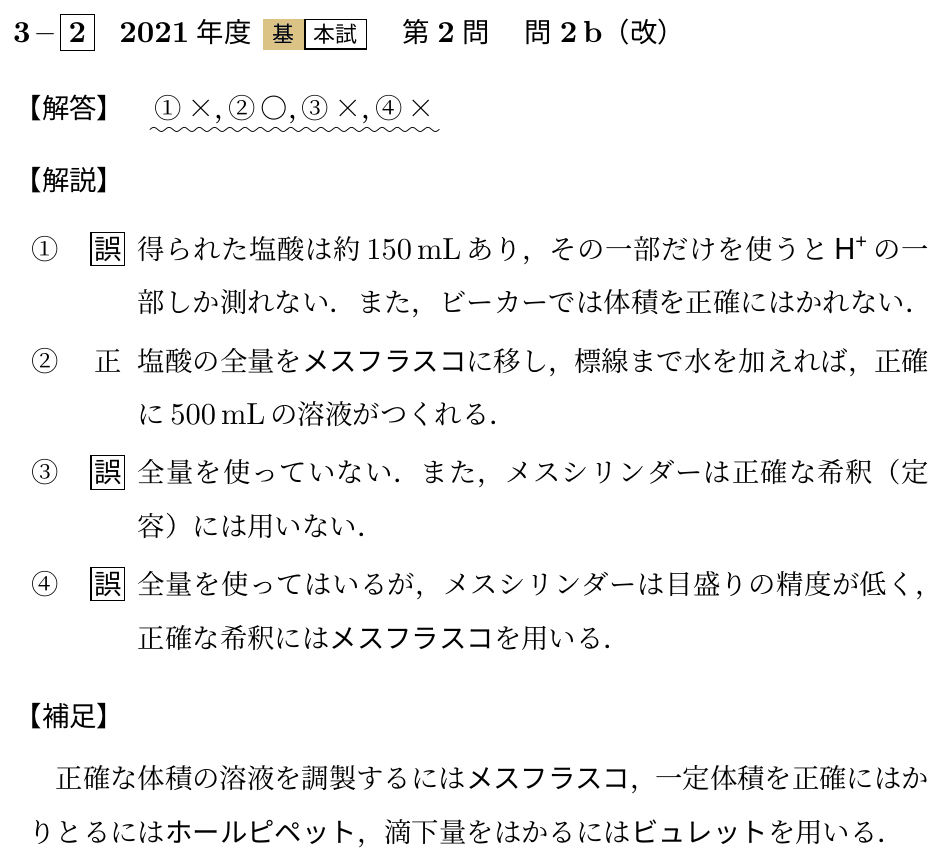 3－2 2021年度 基 本試 第2問 問2b（改）
【解答】 ①×,②○,③×,④×
【解説】
① 誤 得られた塩酸は約150 mLあり，その一部だけを使うとH⁺の一
部しか測れない．また，ビーカーでは体積を正確にはかれない．
② 正 塩酸の全量をメスフラスコに移し，標線まで水を加えれば，正確
に500 mLの溶液がつくれる．
③ 誤 全量を使っていない．また，メスシリンダーは正確な希釈（定
容）には用いない．
④ 誤 全量を使ってはいるが，メスシリンダーは目盛りの精度が低く，
正確な希釈にはメスフラスコを用いる．
【補足】
正確な体積の溶液を調製するにはメスフラスコ，一定体積を正確にはか
りとるにはホールピペット，滴下量をはかるにはビュレットを用いる．